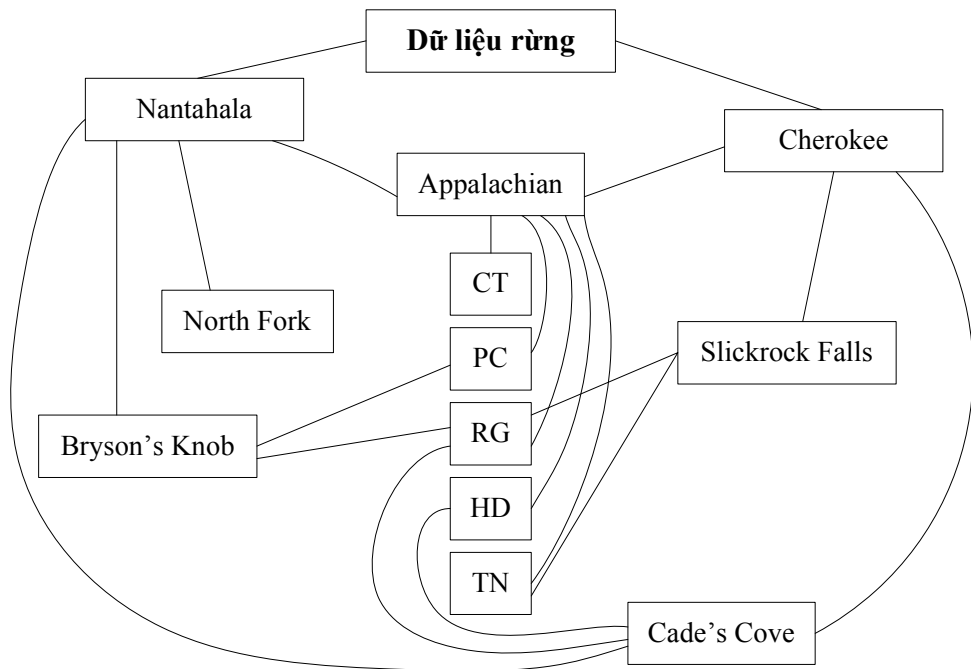 Dữ liệu rừng
Nantahala
Cherokee
Appalachian
CT
North Fork
PC
Slickrock Falls
RG
Bryson’s Knob
HD
TN
Cade’s Cove